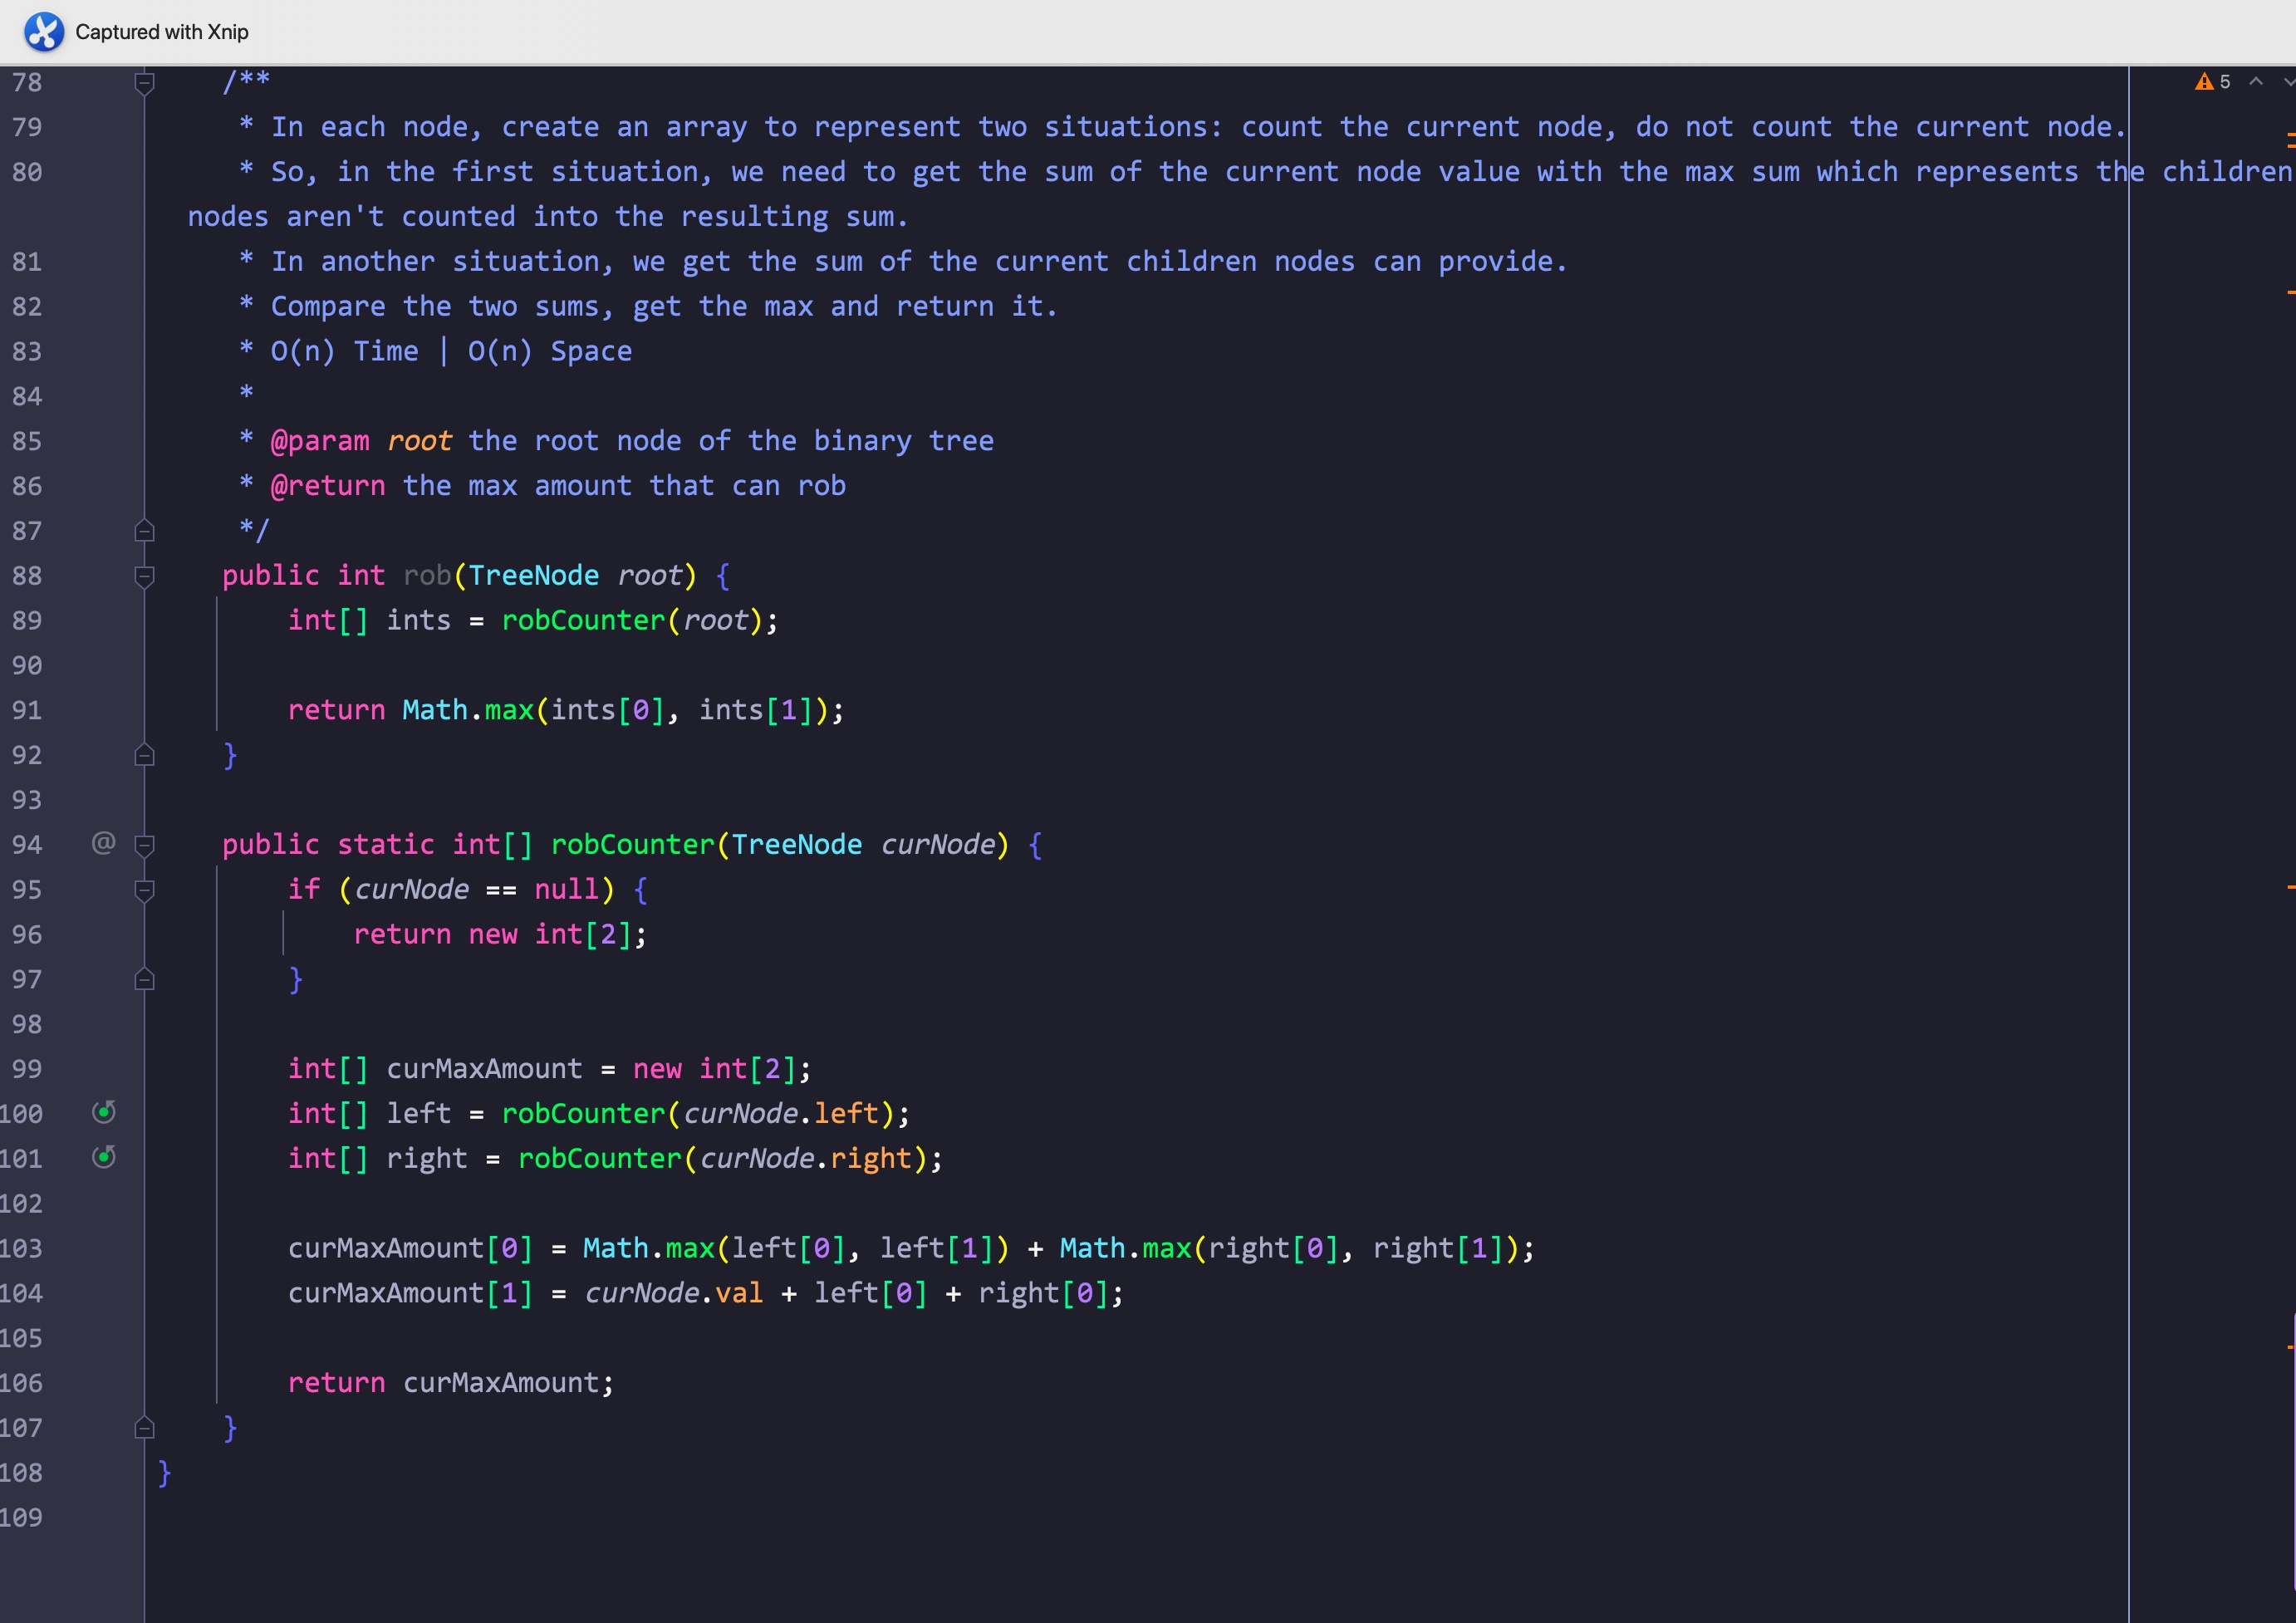 Captured with Xnip
5
78 /**
79 * In each node, create an array to represent two situations: count the current node, do not count the current node.
80 * So, in the first situation, we need to get the sum of the current node value with the max sum which represents the children
nodes aren't counted into the resulting sum.
81 * In another situation, we get the sum of the current children nodes can provide.
82 * Compare the two sums, get the max and return it.
83 * O(n) Time | O(n) Space
84 *
85 * @param root the root node of the binary tree
86 * @return the max amount that can rob
87 */
88 public int rob(TreeNode root) {
89 int[] ints = robCounter(root);
90
91 return Math.max(ints[0], ints[1]);
92 }
93
94 @ public static int[] robCounter(TreeNode curNode) {
95 if (curNode == null) {
96 return new int[2];
97 }
98
99 int[] curMaxAmount = new int[2];
100 int[] left = robCounter(curNode.left);
101 int[] right = robCounter(curNode.right);
102
103 curMaxAmount[0] = Math.max(left[0], left[1]) + Math.max(right[0], right[1]);
104 curMaxAmount[1] = curNode.val + left[0] + right[0];
105
106 return curMaxAmount;
107 }
108 }
109